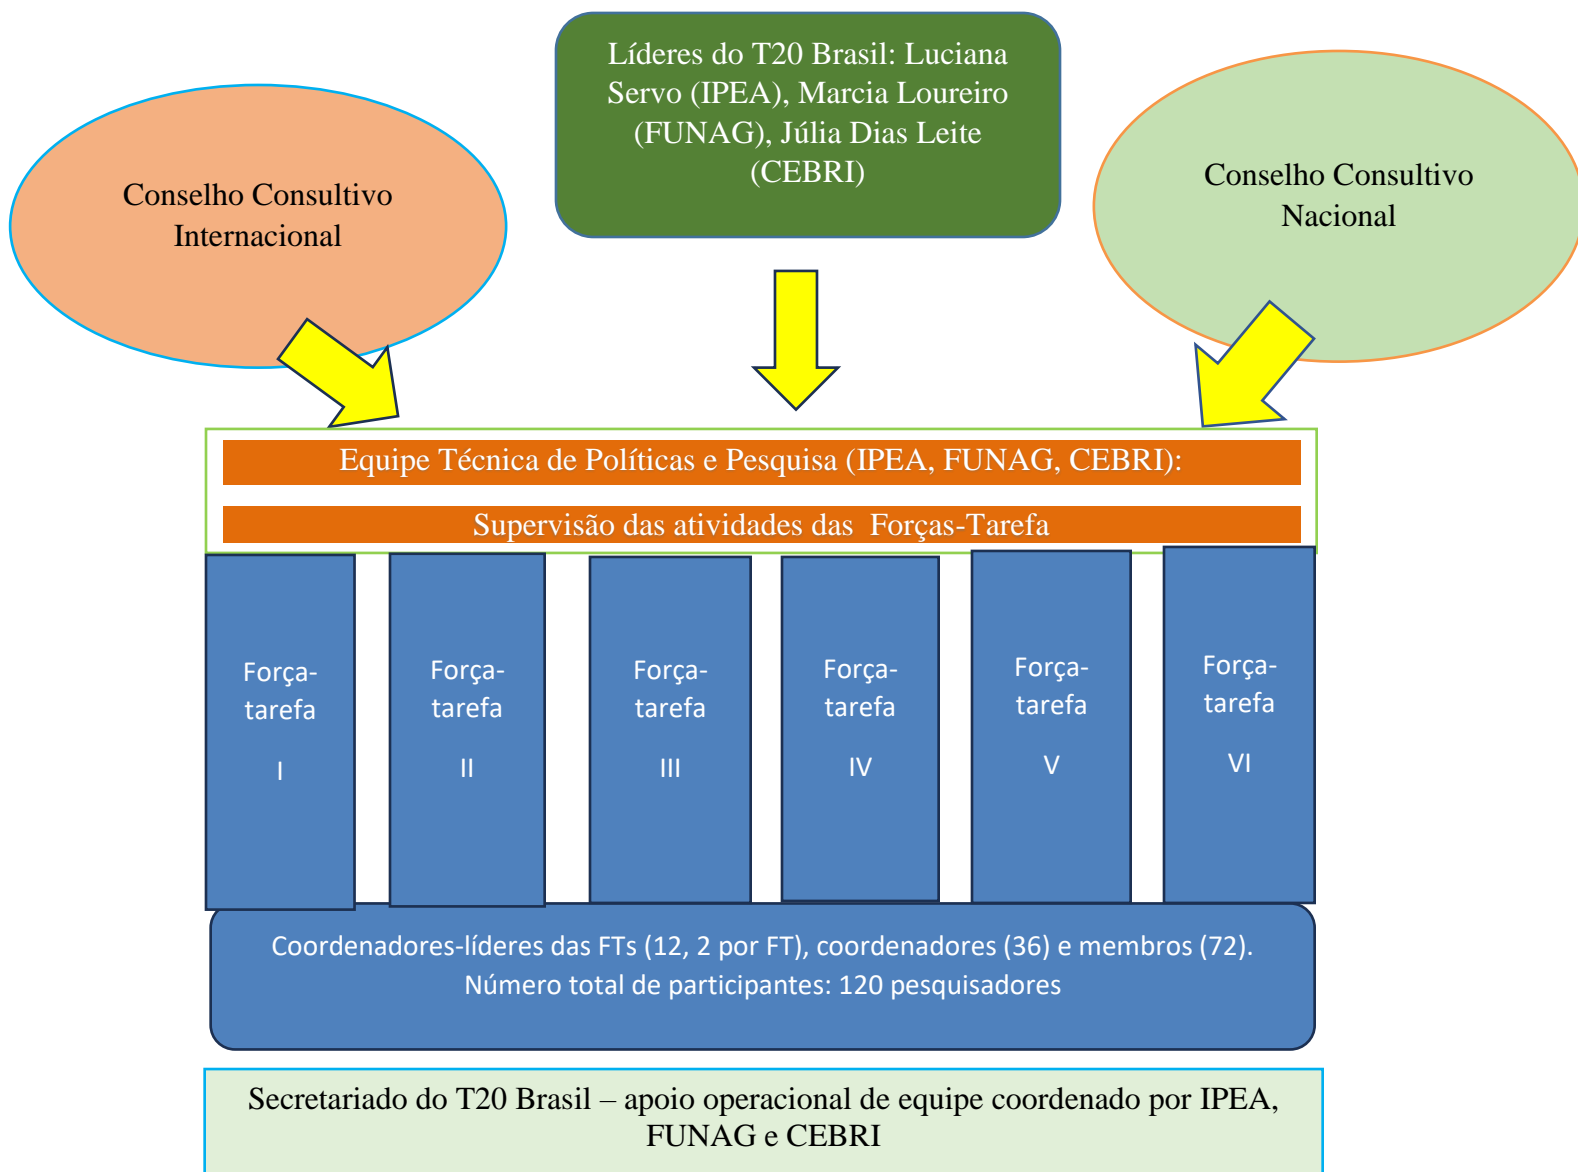 Líderes do T20 Brasil: Luciana
Servo (IPEA), Marcia Loureiro
(FUNAG), Júlia Dias Leite
(CEBRI)
Conselho Consultivo
Internacional
Conselho Consultivo
Nacional
Equipe Técnica de Políticas e Pesquisa (IPEA, FUNAG, CEBRI):
Supervisão das atividades das  Forças-Tarefa
Força-
tarefa
I
Força-
tarefa
II
Força-
tarefa
III
Força-
tarefa
IV
Força-
tarefa
V
Força-
tarefa
VI
Coordenadores-líderes das FTs (12, 2 por FT), coordenadores (36) e membros (72).
Número total de participantes: 120 pesquisadores
Secretariado do T20 Brasil – apoio operacional de equipe coordenado por IPEA,
FUNAG e CEBRI